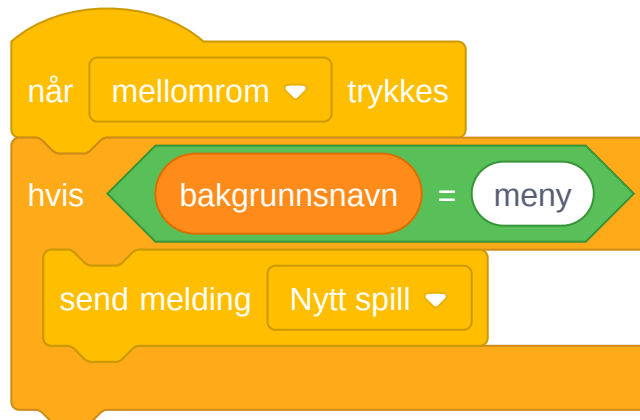 når mellomrom trykkes
hvis bakgrunnsnavn = meny
send melding Nytt spill